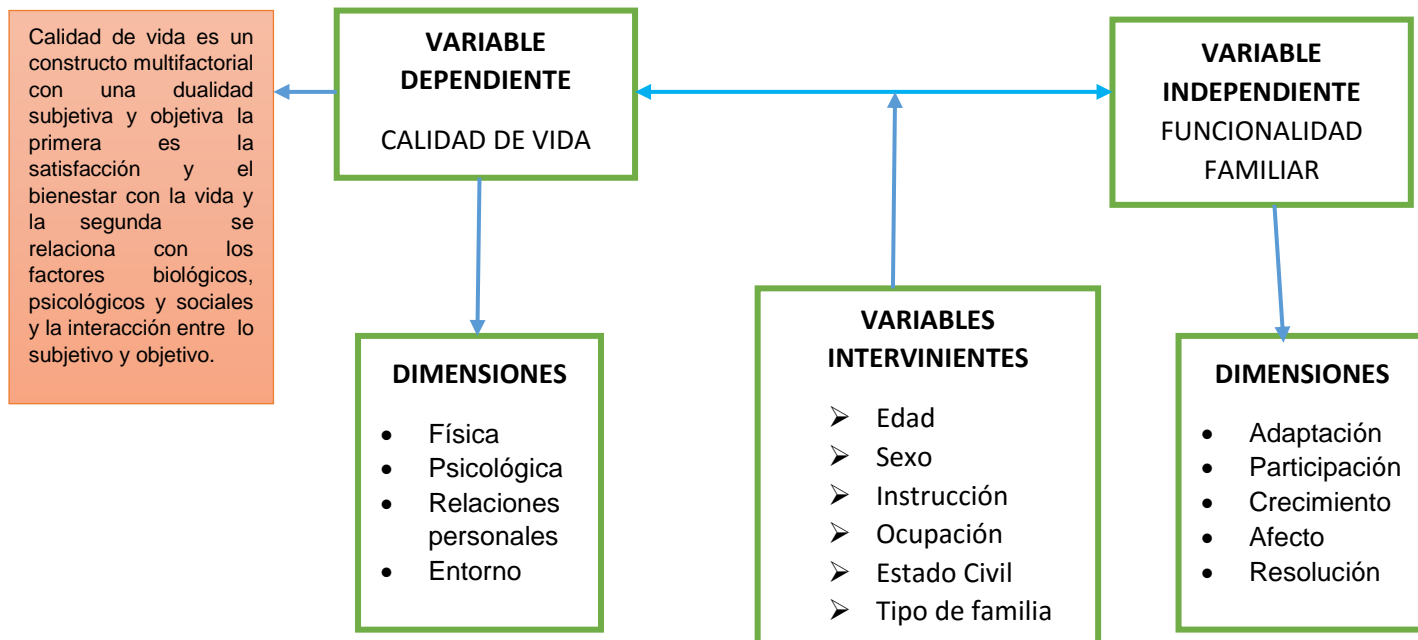 Calidad de vida es un
constructo multifactorial
con una dualidad
subjetiva y objetiva la
primera es la
satisfacción y el
bienestar con la vida y
la segunda se
relaciona con los
factores biológicos,
psicológicos y sociales
y la interacción entre lo
subjetivo y objetivo.
VARIABLE
DEPENDIENTE
CALIDAD DE VIDA
VARIABLE
INDEPENDIENTE
FUNCIONALIDAD
FAMILIAR
DIMENSIONES
• Física
• Psicológica
• Relaciones
personales
• Entorno
VARIABLES
INTERVINIENTES
➢ Edad
➢ Sexo
➢ Instrucción
➢ Ocupación
➢ Estado Civil
➢ Tipo de familia
DIMENSIONES
• Adaptación
• Participación
• Crecimiento
• Afecto
• Resolución